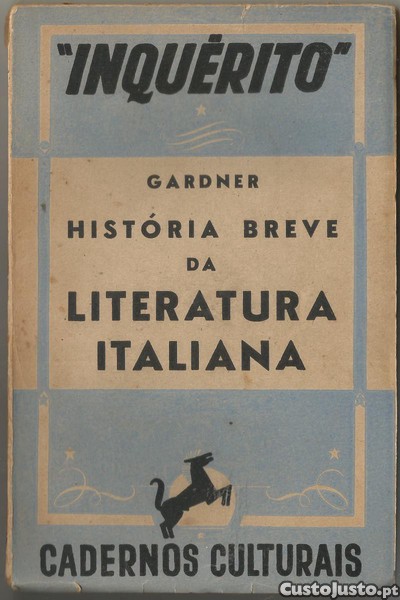 "INQUÉRITO"
GARDNER
HISTÓRIA BREVE
DA
LITERATURA
ITALIANA
CADERNOS CULTURAIS
CustoJusto.pt